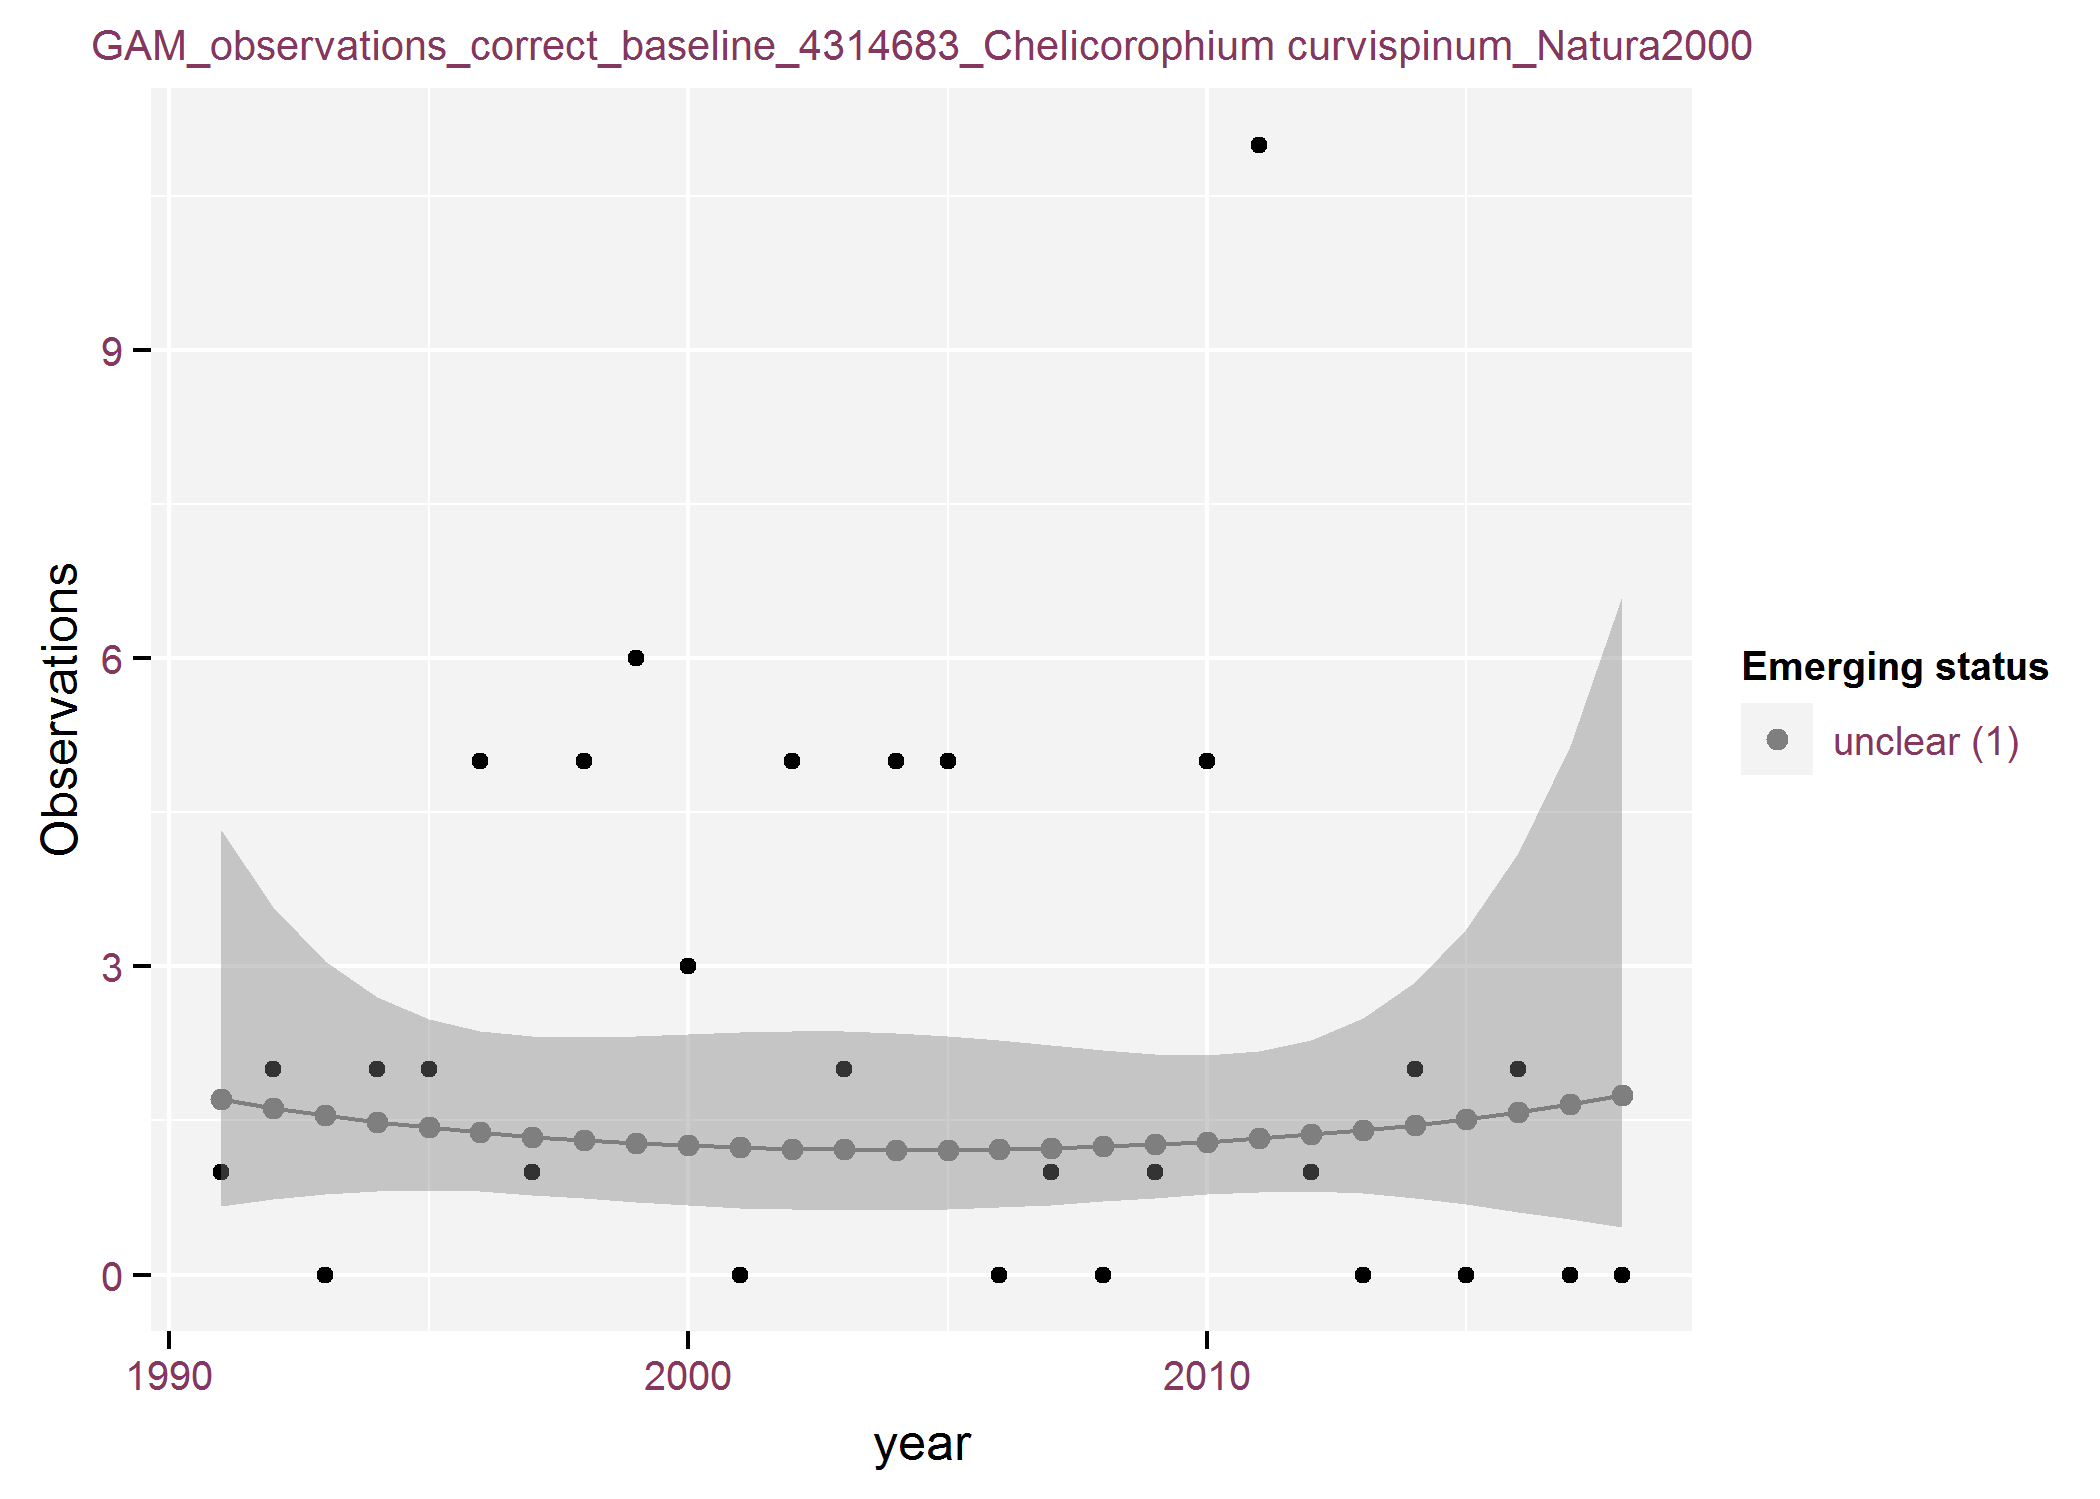 GAM_observations_correct_baseline_4314683_Chelicorophium curvispinum_Natura2000
Observations
9
6
3
0
1990
2000
2010
year
Emerging status
unclear (1)